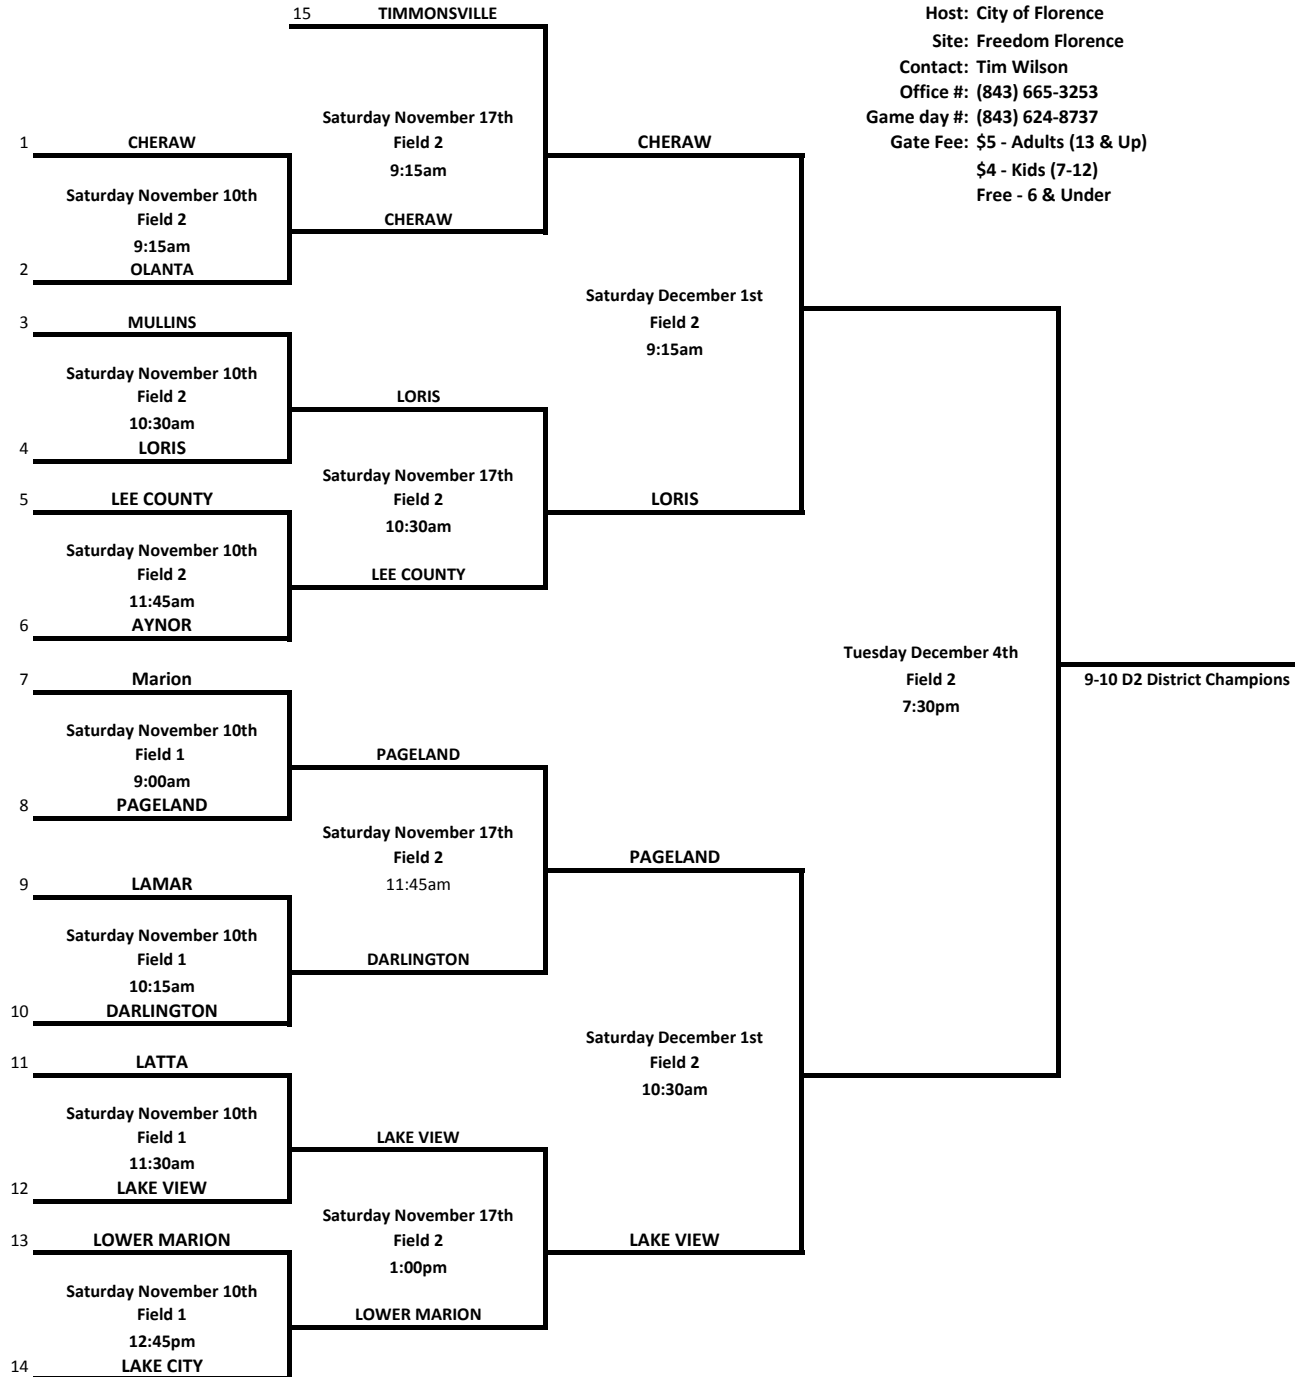 15 TIMMONSVILLE
Host: City of Florence
Site: Freedom Florence
Contact: Tim Wilson
Office #: (843) 665-3253
Game day #: (843) 624-8737
Gate Fee: $5 - Adults (13 & Up)
$4 - Kids (7-12)
Free - 6 & Under
Saturday November 17th
Field 2
9:15am
1 CHERAW
CHERAW
Saturday November 10th
Field 2
9:15am
CHERAW
2 OLANTA
Saturday December 1st
Field 2
9:15am
3 MULLINS
Saturday November 10th
Field 2
10:30am
LORIS
4 LORIS
Saturday November 17th
Field 2
10:30am
5 LEE COUNTY
LORIS
Saturday November 10th
Field 2
11:45am
LEE COUNTY
6 AYNOR
Tuesday December 4th
Field 2
7:30pm
9-10 D2 District Champions
7 Marion
Saturday November 10th
Field 1
9:00am
PAGELAND
8 PAGELAND
Saturday November 17th
Field 2
11:45am
PAGELAND
9 LAMAR
Saturday November 10th
Field 1
10:15am
DARLINGTON
10 DARLINGTON
Saturday December 1st
Field 2
10:30am
11 LATTA
Saturday November 10th
Field 1
11:30am
LAKE VIEW
12 LAKE VIEW
Saturday November 17th
Field 2
1:00pm
13 LOWER MARION
LAKE VIEW
Saturday November 10th
Field 1
12:45pm
LOWER MARION
14 LAKE CITY